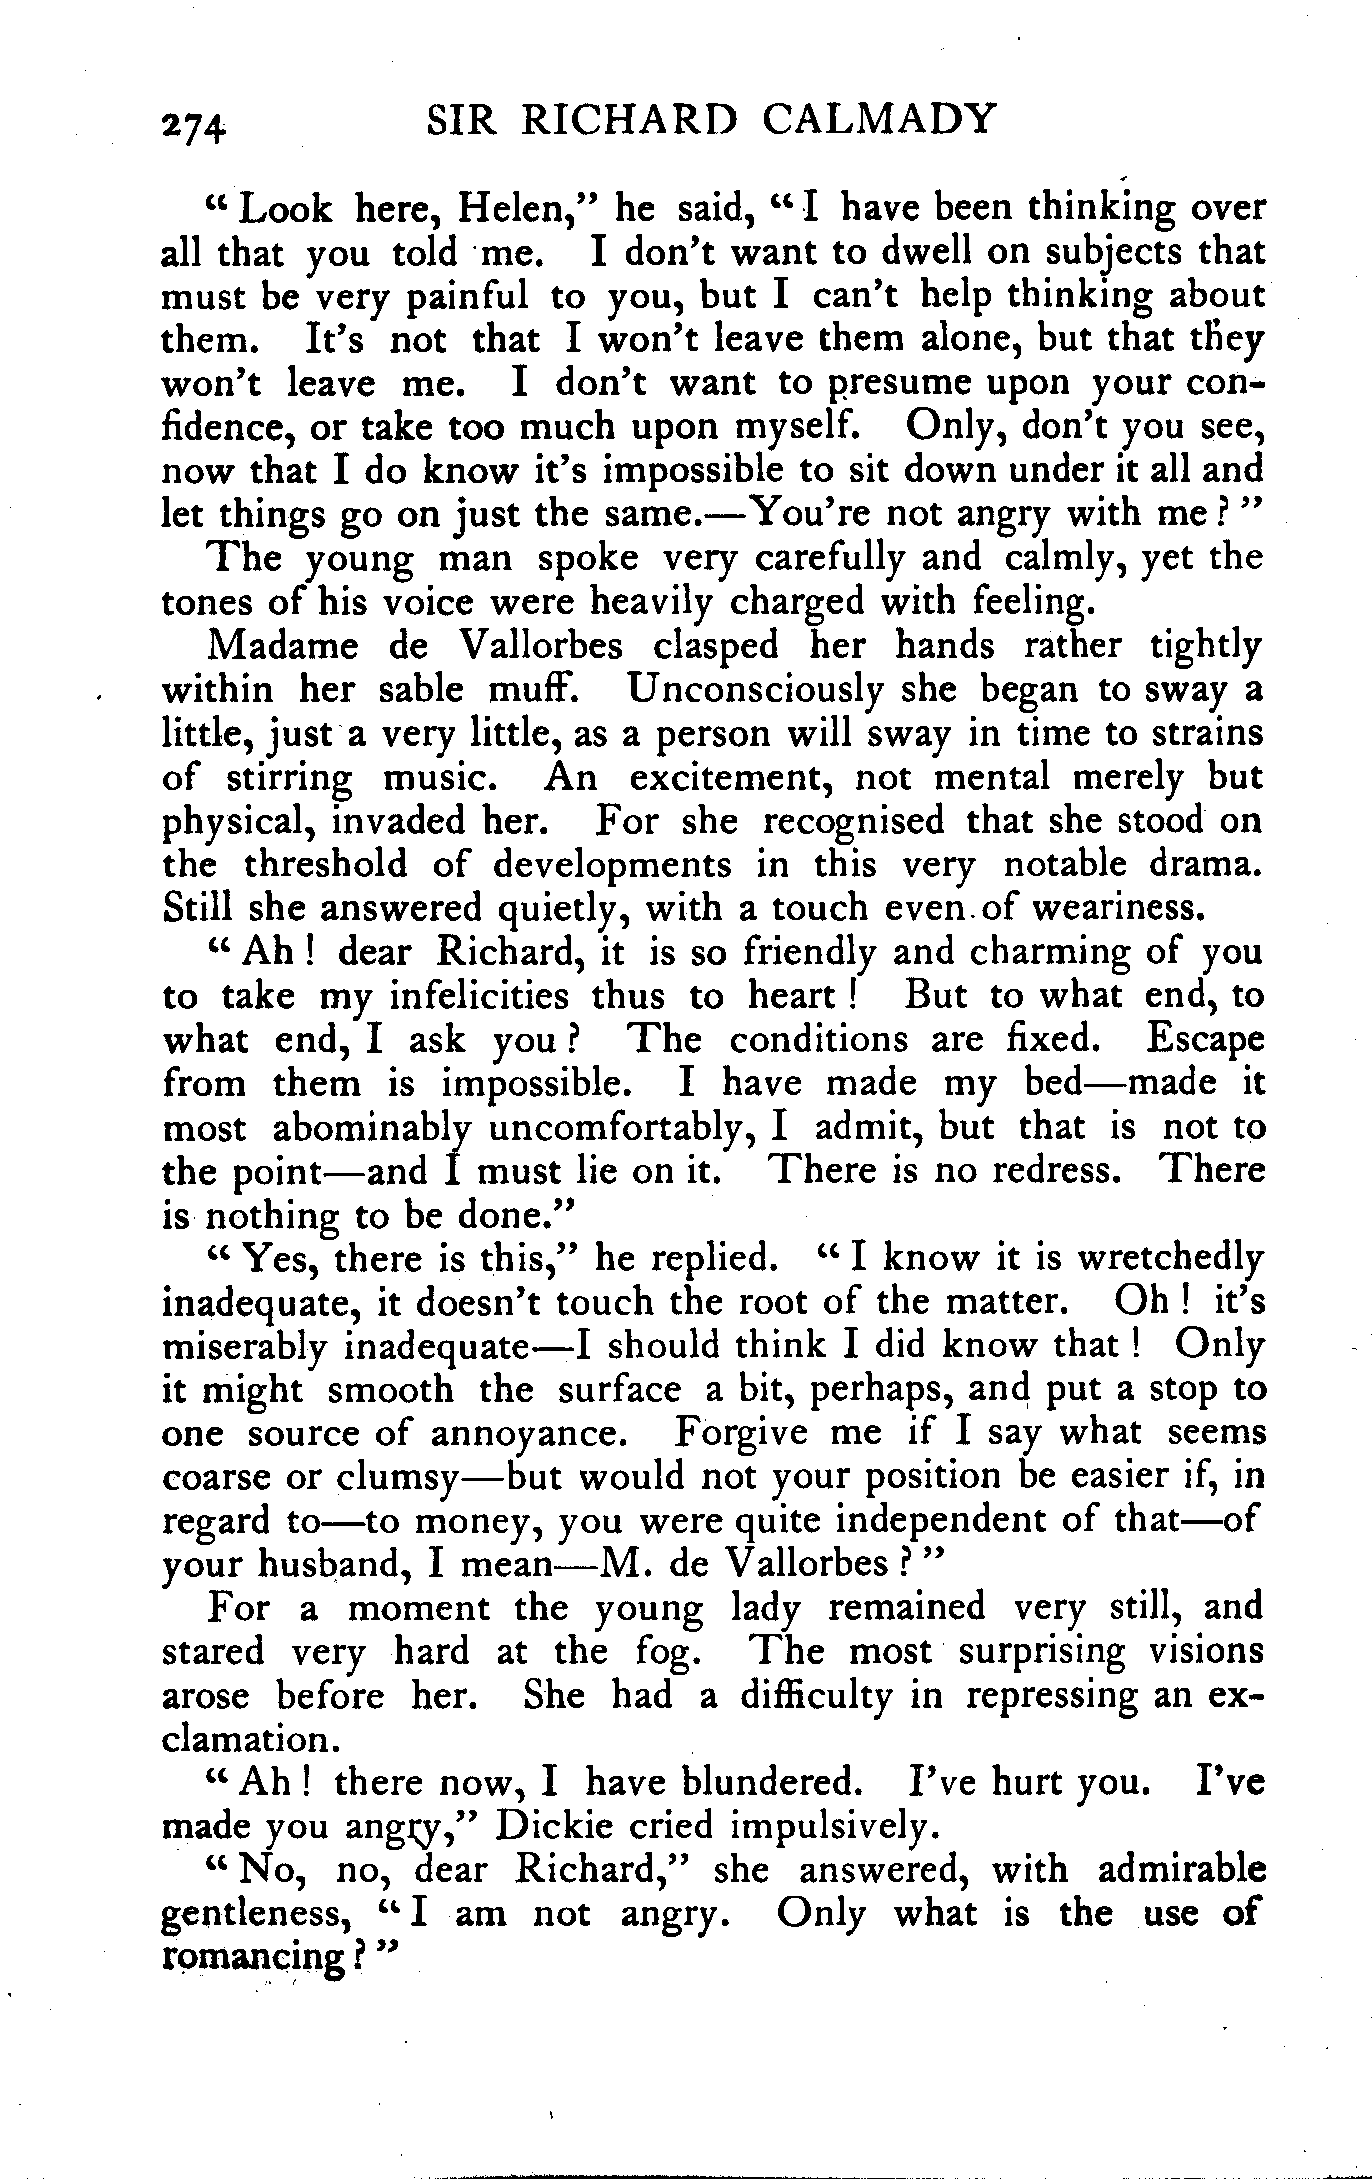 274 SIR RICHARD CALMADY
“ Look here, Helen,” he said, “ I have been thinking over
all that you told me. I don’t want to dwell on subjects that
must be very painful to you, but I can’t help thinking about
them. It’s not that I won’t leave them alone, but that they
won’t leave me. I don’t want to presume upon your con-
fidence, or take too much upon myself. Only, don’t you see,
now that I do know it’s impossible to sit down under it all and
let things go on just the same.—You’re not angry with me ? ”
The young man spoke very carefully and calmly, yet the
tones of his voice were heavily charged with feeling.
Madame de Vallorbes clasped her hands rather tightly
within her sable muff. Unconsciously she began to sway a
little, just a very little, as a person will sway in time to strains
of stirring music. An excitement, not mental merely but
physical, invaded her. For she recognised that she stood on
the threshold of developments in this very notable drama.
Still she answered quietly, with a touch even of weariness.
“ Ah ! dear Richard, it is so friendly and charming of you
to take my infelicities thus to heart ! But to what end, to
what end, I ask you ? The conditions are fixed. Escape
from them is impossible. I have made my bed—made it
most abominably uncomfortably, I admit, but that is not to
the point—and I must lie on it. There is no redress. There
is nothing to be done.”
“ Yes, there is this,” he replied. “ I know it is wretchedly
inadequate, it doesn’t touch the root of the matter. Oh ! it’s
miserably inadequate—I should think I did know that ! Only
it might smooth the surface a bit, perhaps, and put a stop to
one source of annoyance. Forgive me if I say what seems
coarse or clumsy—but would not your position be easier if, in
regard to—to money, you were quite independent of that—of
your husband, I mean—M. de Vallorbes ? ”
For a moment the young lady remained very still, and
stared very hard at the fog. The most surprising visions
arose before her. She had a difficulty in repressing an ex-
clamation.
“ Ah ! there now, I have blundered. I’ve hurt you. I’ve
made you angry,” Dickie cried impulsively.
“ No, no, dear Richard,” she answered, with admirable
gentleness, “ I am not angry. Only what is the use of
romancing ? ”